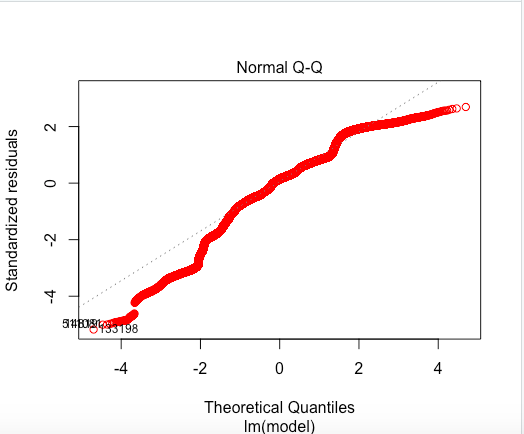 Normal Q-Q
Standardized residuals
2
0
-2
-4
133198
-4
-2
0
2
4
Theoretical Quantiles
lm(model)